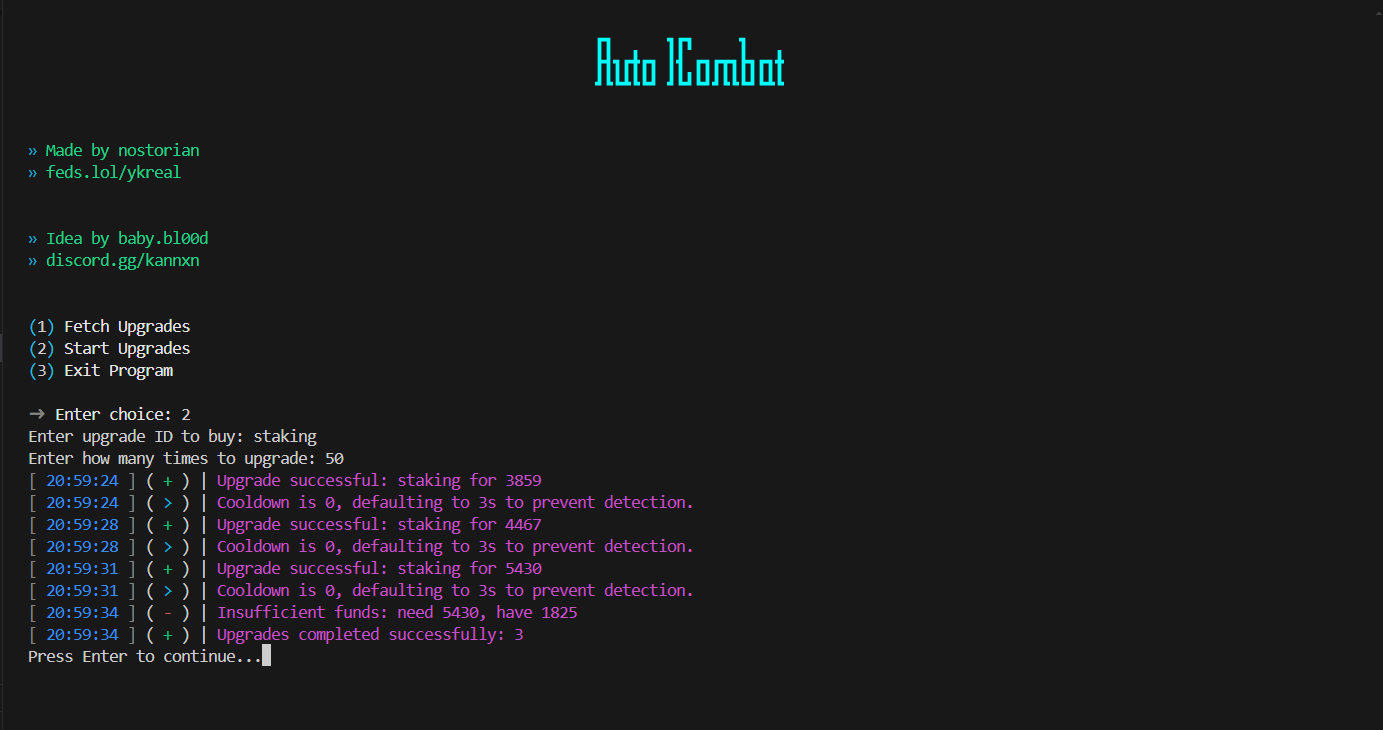 Auto KCombat
» Made by nostorian
» feds.lol/ykreal
» Idea by baby.bl00d
» discord.gg/kannxn
(1) Fetch Upgrades
(2) Start Upgrades
(3) Exit Program
→ Enter choice: 2
Enter upgrade ID to buy: staking
Enter how many times to upgrade: 50
[ 20:59:24 ] ( + ) | Upgrade successful: staking for 3859
[ 20:59:24 ] ( > ) | Cooldown is 0, defaulting to 3s to prevent detection.
[ 20:59:28 ] ( + ) | Upgrade successful: staking for 4467
[ 20:59:28 ] ( > ) | Cooldown is 0, defaulting to 3s to prevent detection.
[ 20:59:31 ] ( + ) | Upgrade successful: staking for 5430
[ 20:59:31 ] ( > ) | Cooldown is 0, defaulting to 3s to prevent detection.
[ 20:59:34 ] ( - ) | Insufficient funds: need 5430, have 1825
[ 20:59:34 ] ( + ) | Upgrades completed successfully: 3
Press Enter to continue...